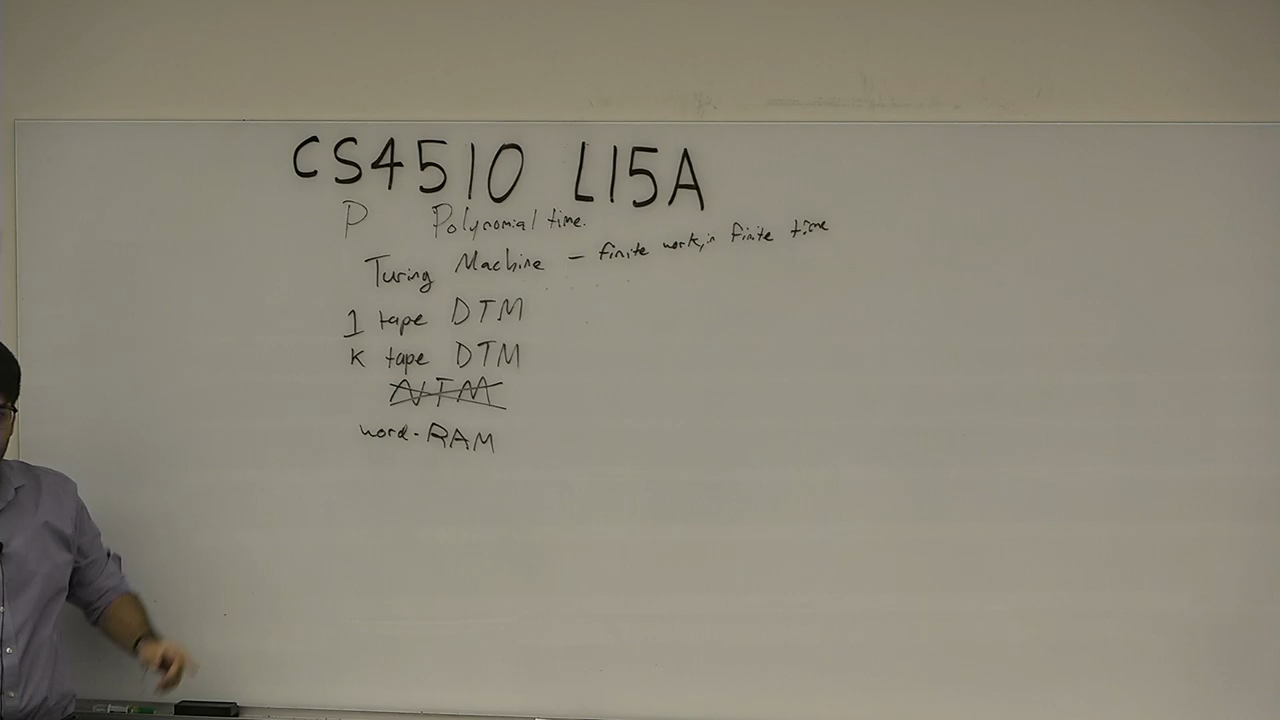 CS4510 L15A
P Polynomial time.
Turing Machine - finite work, in finite time
1 tape DTM
K tape DTM
NTM
word-RAM